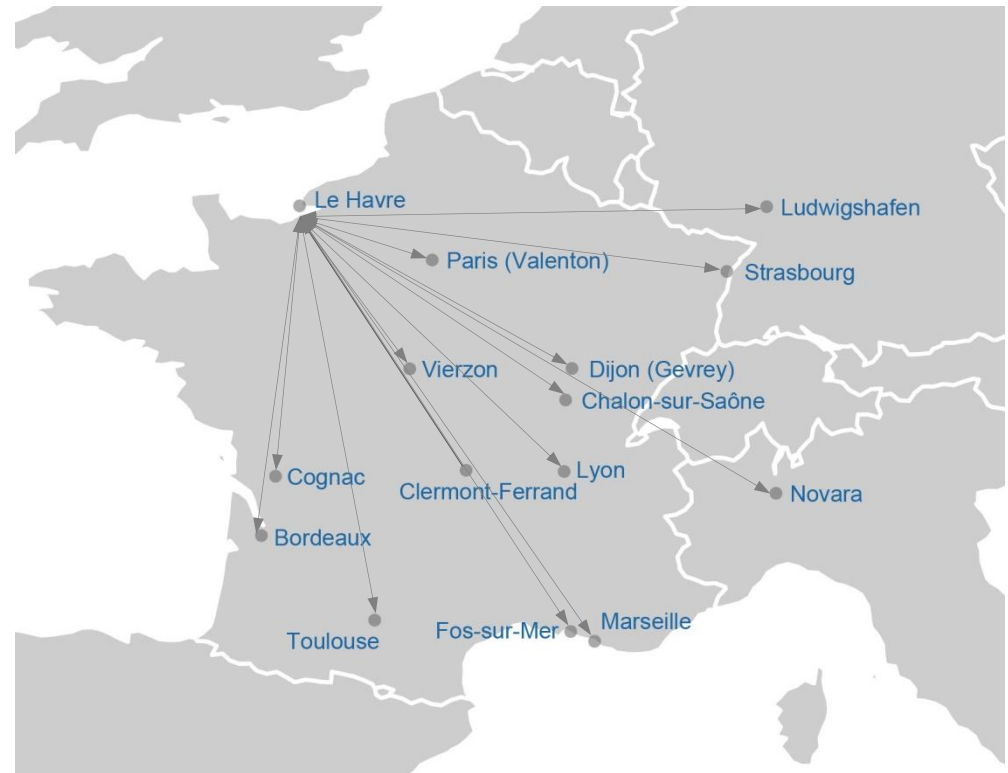 Le Havre
Ludwigshafen
Paris (Valenton)
Strasbourg
Vierzon
Dijon (Gevrey)
Chalon-sur-Saône
Cognac
Lyon
Clermont-Ferrand
Novara
Bordeaux
Toulouse
Fos-sur-Mer
Marseille